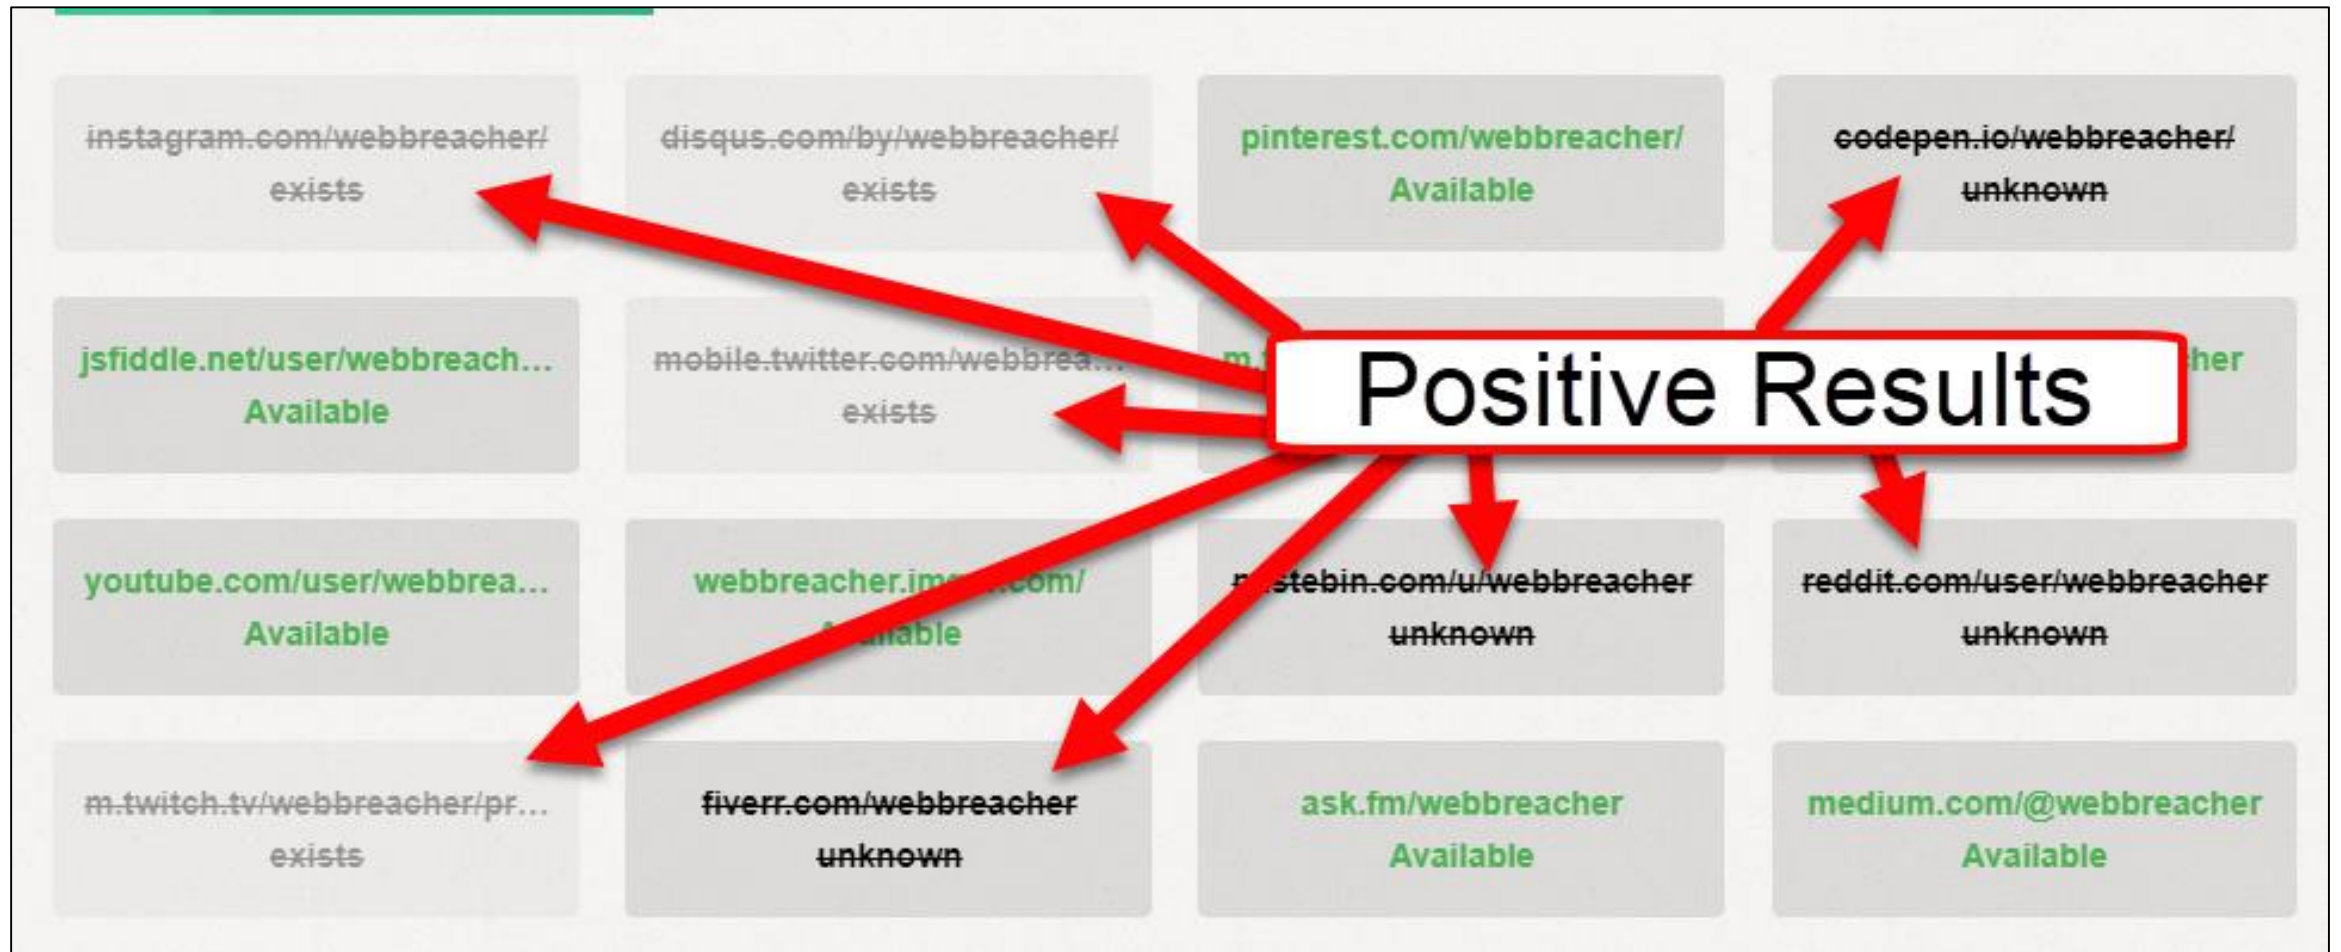 instagram.com/webbreacher/
exists
disqus.com/by/webbreacher/
exists
pinterest.com/webbreacher/
Available
codepen.io/webbreacher/
unknown
jsfiddle.net/user/webbreach...
Available
mobile.twitter.com/webbrea...
exists
Positive Results
youtube.com/user/webbrea...
Available
Available
pastebin.com/u/webbreacher
unknown
reddit.com/user/webbreacher
unknown
m.twitch.tv/webbreacher/pr...
exists
fiverr.com/webbreacher
unknown
ask.fm/webbreacher
Available
medium.com/@webbreacher
Available